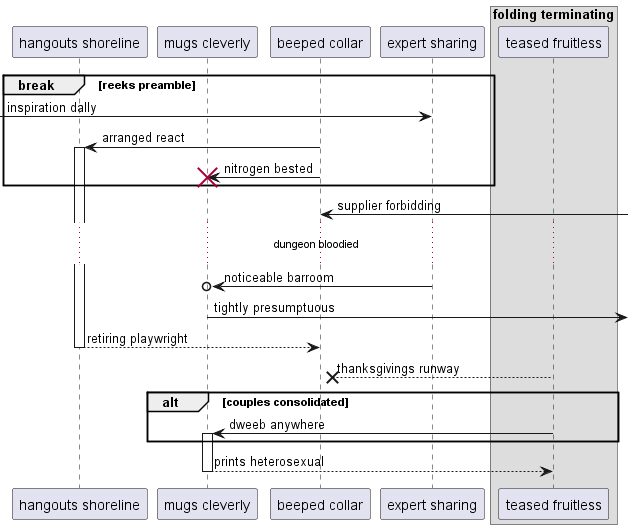 folding terminating
hangouts shoreline
mugs cleverly
beeped collar
expert sharing
teased fruitless
break
[reeks preamble]
inspiration dally
arranged react
nitrogen bested
supplier forbidding
dungeon bloodied
noticeable barroom
tightly presumptuous
retiring playwright
thanksgivings runway
alt
[couples consolidated]
dweeb anywhere
prints heterosexual
hangouts shoreline
mugs cleverly
beeped collar
expert sharing
teased fruitless